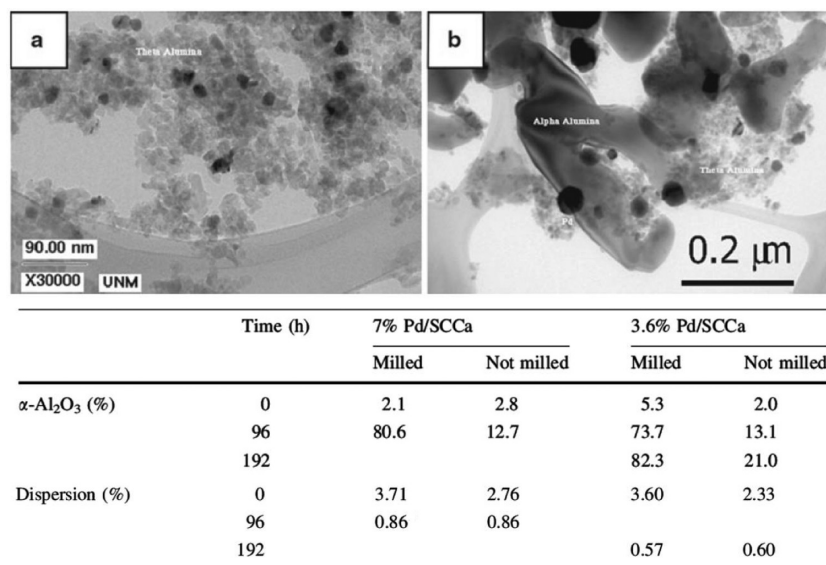 a
Theta Alumina
90.00 nm
X30000 UNM
b
Alpha Alumina
Theta Alumina
Pd
0.2 μm
Time (h) 7% Pd/SCCa 3.6% Pd/SCCa
Milled Not milled Milled Not milled
α-Al₂O₃ (%) 0 2.1 2.8 5.3 2.0
96 80.6 12.7 73.7 13.1
192 82.3 21.0
Dispersion (%) 0 3.71 2.76 3.60 2.33
96 0.86 0.86
192 0.57 0.60